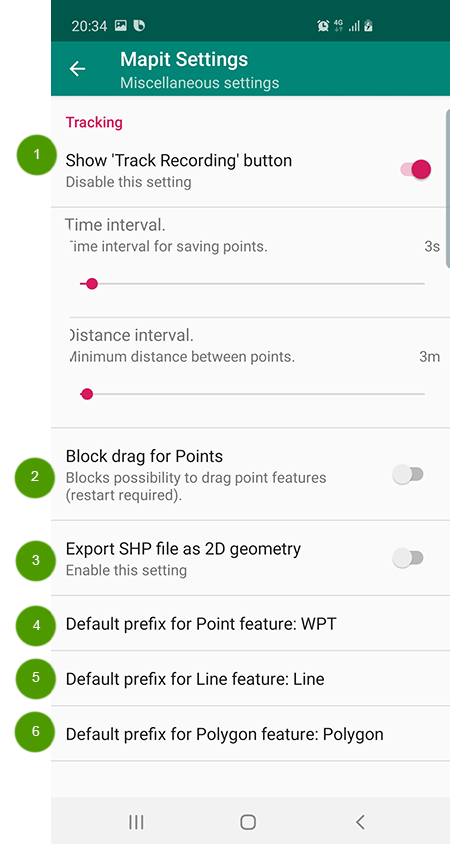 20:34
4G
Mapit Settings
Miscellaneous settings
Tracking
1
Show 'Track Recording' button
Disable this setting
Time interval.
Time interval for saving points. 3s
Distance interval.
Minimum distance between points. 3m
2
Block drag for Points
Blocks possibility to drag point features
(restart required).
3
Export SHP file as 2D geometry
Enable this setting
4
Default prefix for Point feature: WPT
5
Default prefix for Line feature: Line
6
Default prefix for Polygon feature: Polygon